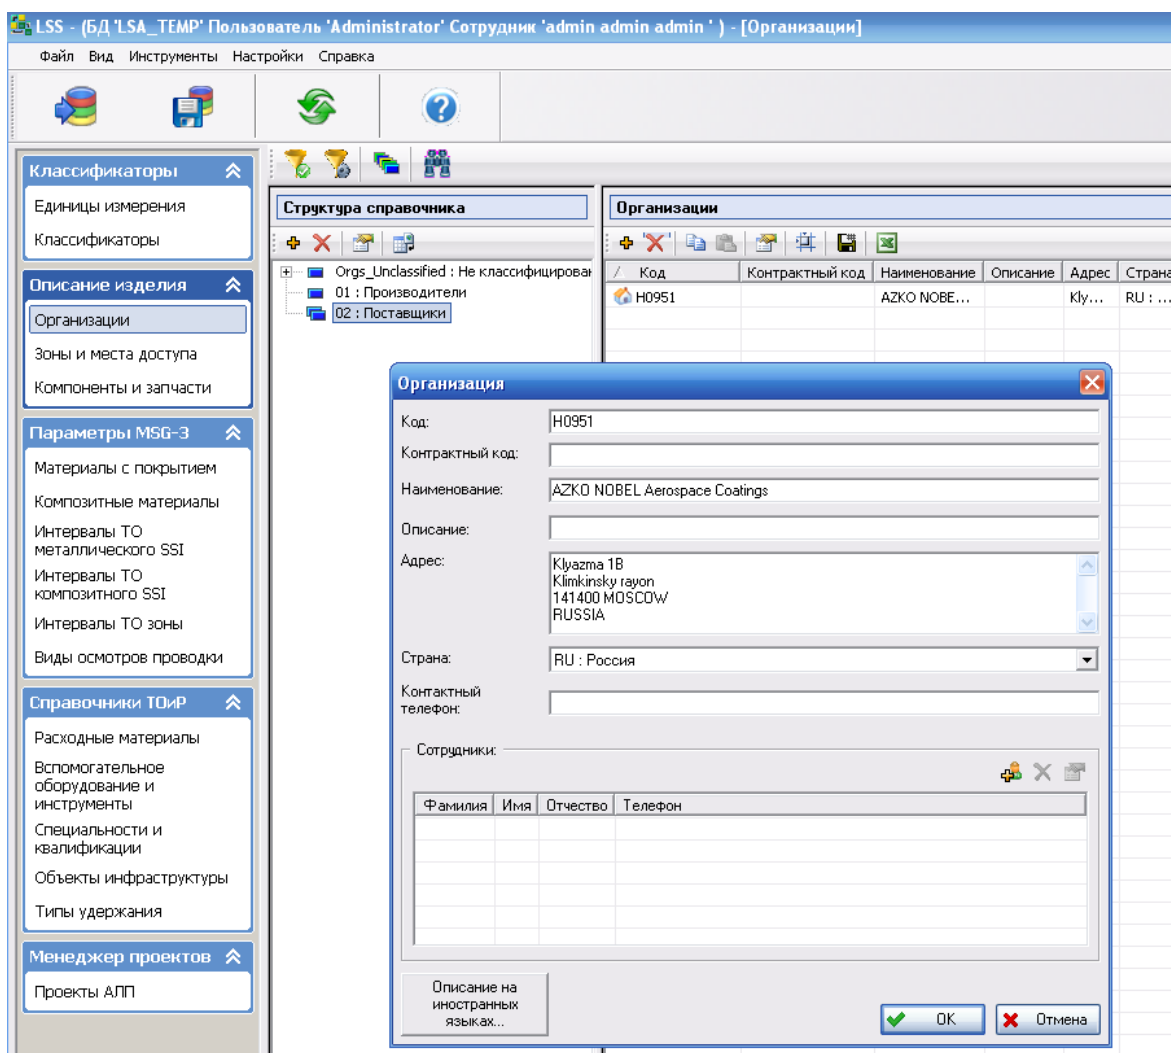 LSS - (БД 'LSA_TEMP' Пользователь 'Administrator' Сотрудник 'admin admin admin ' ) - [Организации]
Файл Вид Инструменты Настройки Справка
Классификаторы
Единицы измерения
Классификаторы
Описание изделия
Организации
Зоны и места доступа
Компоненты и запчасти
Параметры MSG-3
Материалы с покрытием
Композитные материалы
Интервалы ТО
металлического SSI
Интервалы ТО
композитного SSI
Интервалы ТО зоны
Виды осмотров проводки
Справочники ТОиР
Расходные материалы
Вспомогательное
оборудование и
инструменты
Специальности и
квалификации
Объекты инфраструктуры
Типы удержания
Менеджер проектов
Проекты АЛП
Структура справочника
Orgs_Unclassified : Не классифицирован
01 : Производители
02 : Поставщики
Организации
Код Контрактный код Наименование Описание Адрес Страна
H0951 AZKO NOBE... Kly... RU : ...
Организация
Код: H0951
Контрактный код:
Наименование: AZKO NOBEL Aerospace Coatings
Описание:
Адрес: Klyazma 1B
Klimkinsky rayon
141400 MOSCOW
RUSSIA
Страна: RU : Россия
Контактный
телефон:
Сотрудники:
Фамилия Имя Отчество Телефон
Описание на
иностранных
языках...
OK Отмена